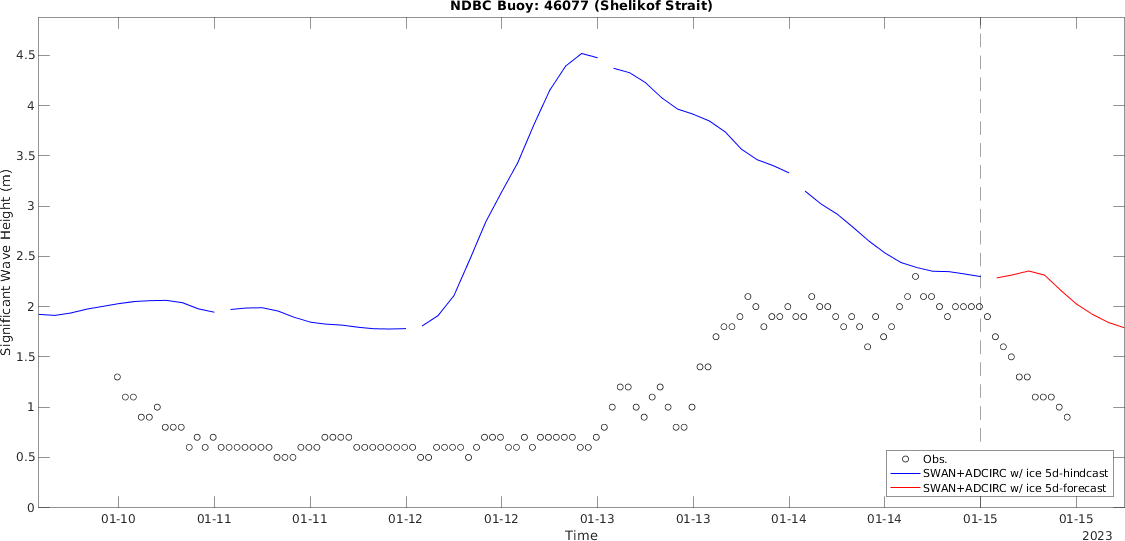 NDBC Buoy: 46077 (Shelikof Strait)
Significant Wave Height (m)
4.5
4
3.5
3
2.5
2
1.5
1
0.5
0
Obs.
SWAN+ADCIRC w/ ice 5d-hindcast
SWAN+ADCIRC w/ ice 5d-forecast
01-10 01-11 01-11 01-12 01-12 01-13 01-13 01-14 01-14 01-15 01-15
Time
2023